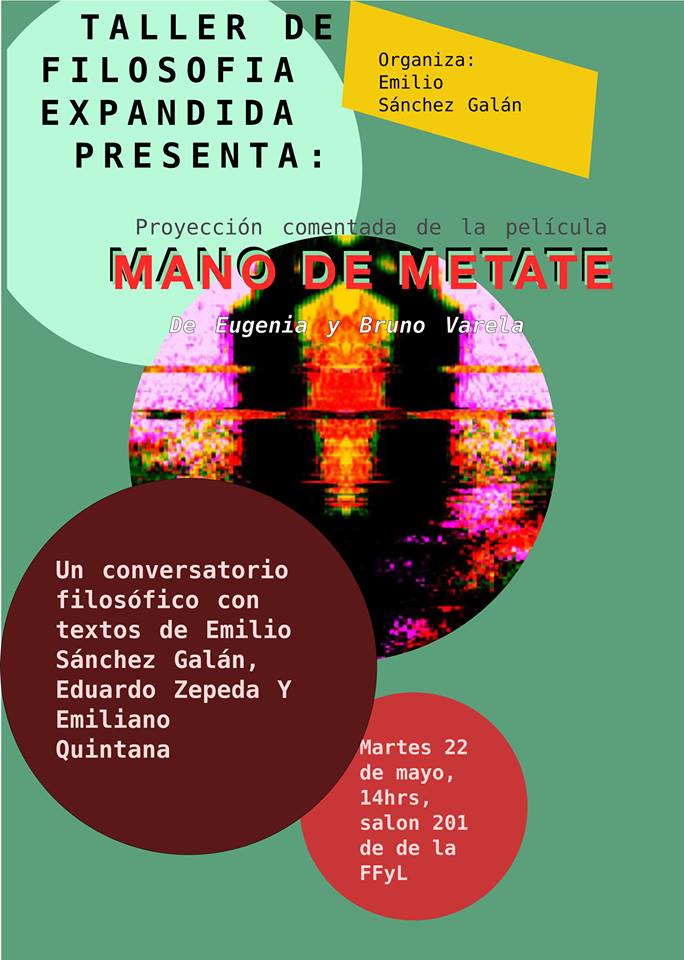 TALLER DE
FILOSOFIA
EXPANDIDA
PRESENTA:
Organiza:
Emilio
Sánchez Galán
Proyección comentada de la película
MANO DE METATE
De Eugenia y Bruno Varela
Un conversatorio
filosófico con
textos de Emilio
Sánchez Galán,
Eduardo Zepeda Y
Emiliano
Quintana
Martes 22
de mayo,
14hrs,
salon 201
de de la
FFyL